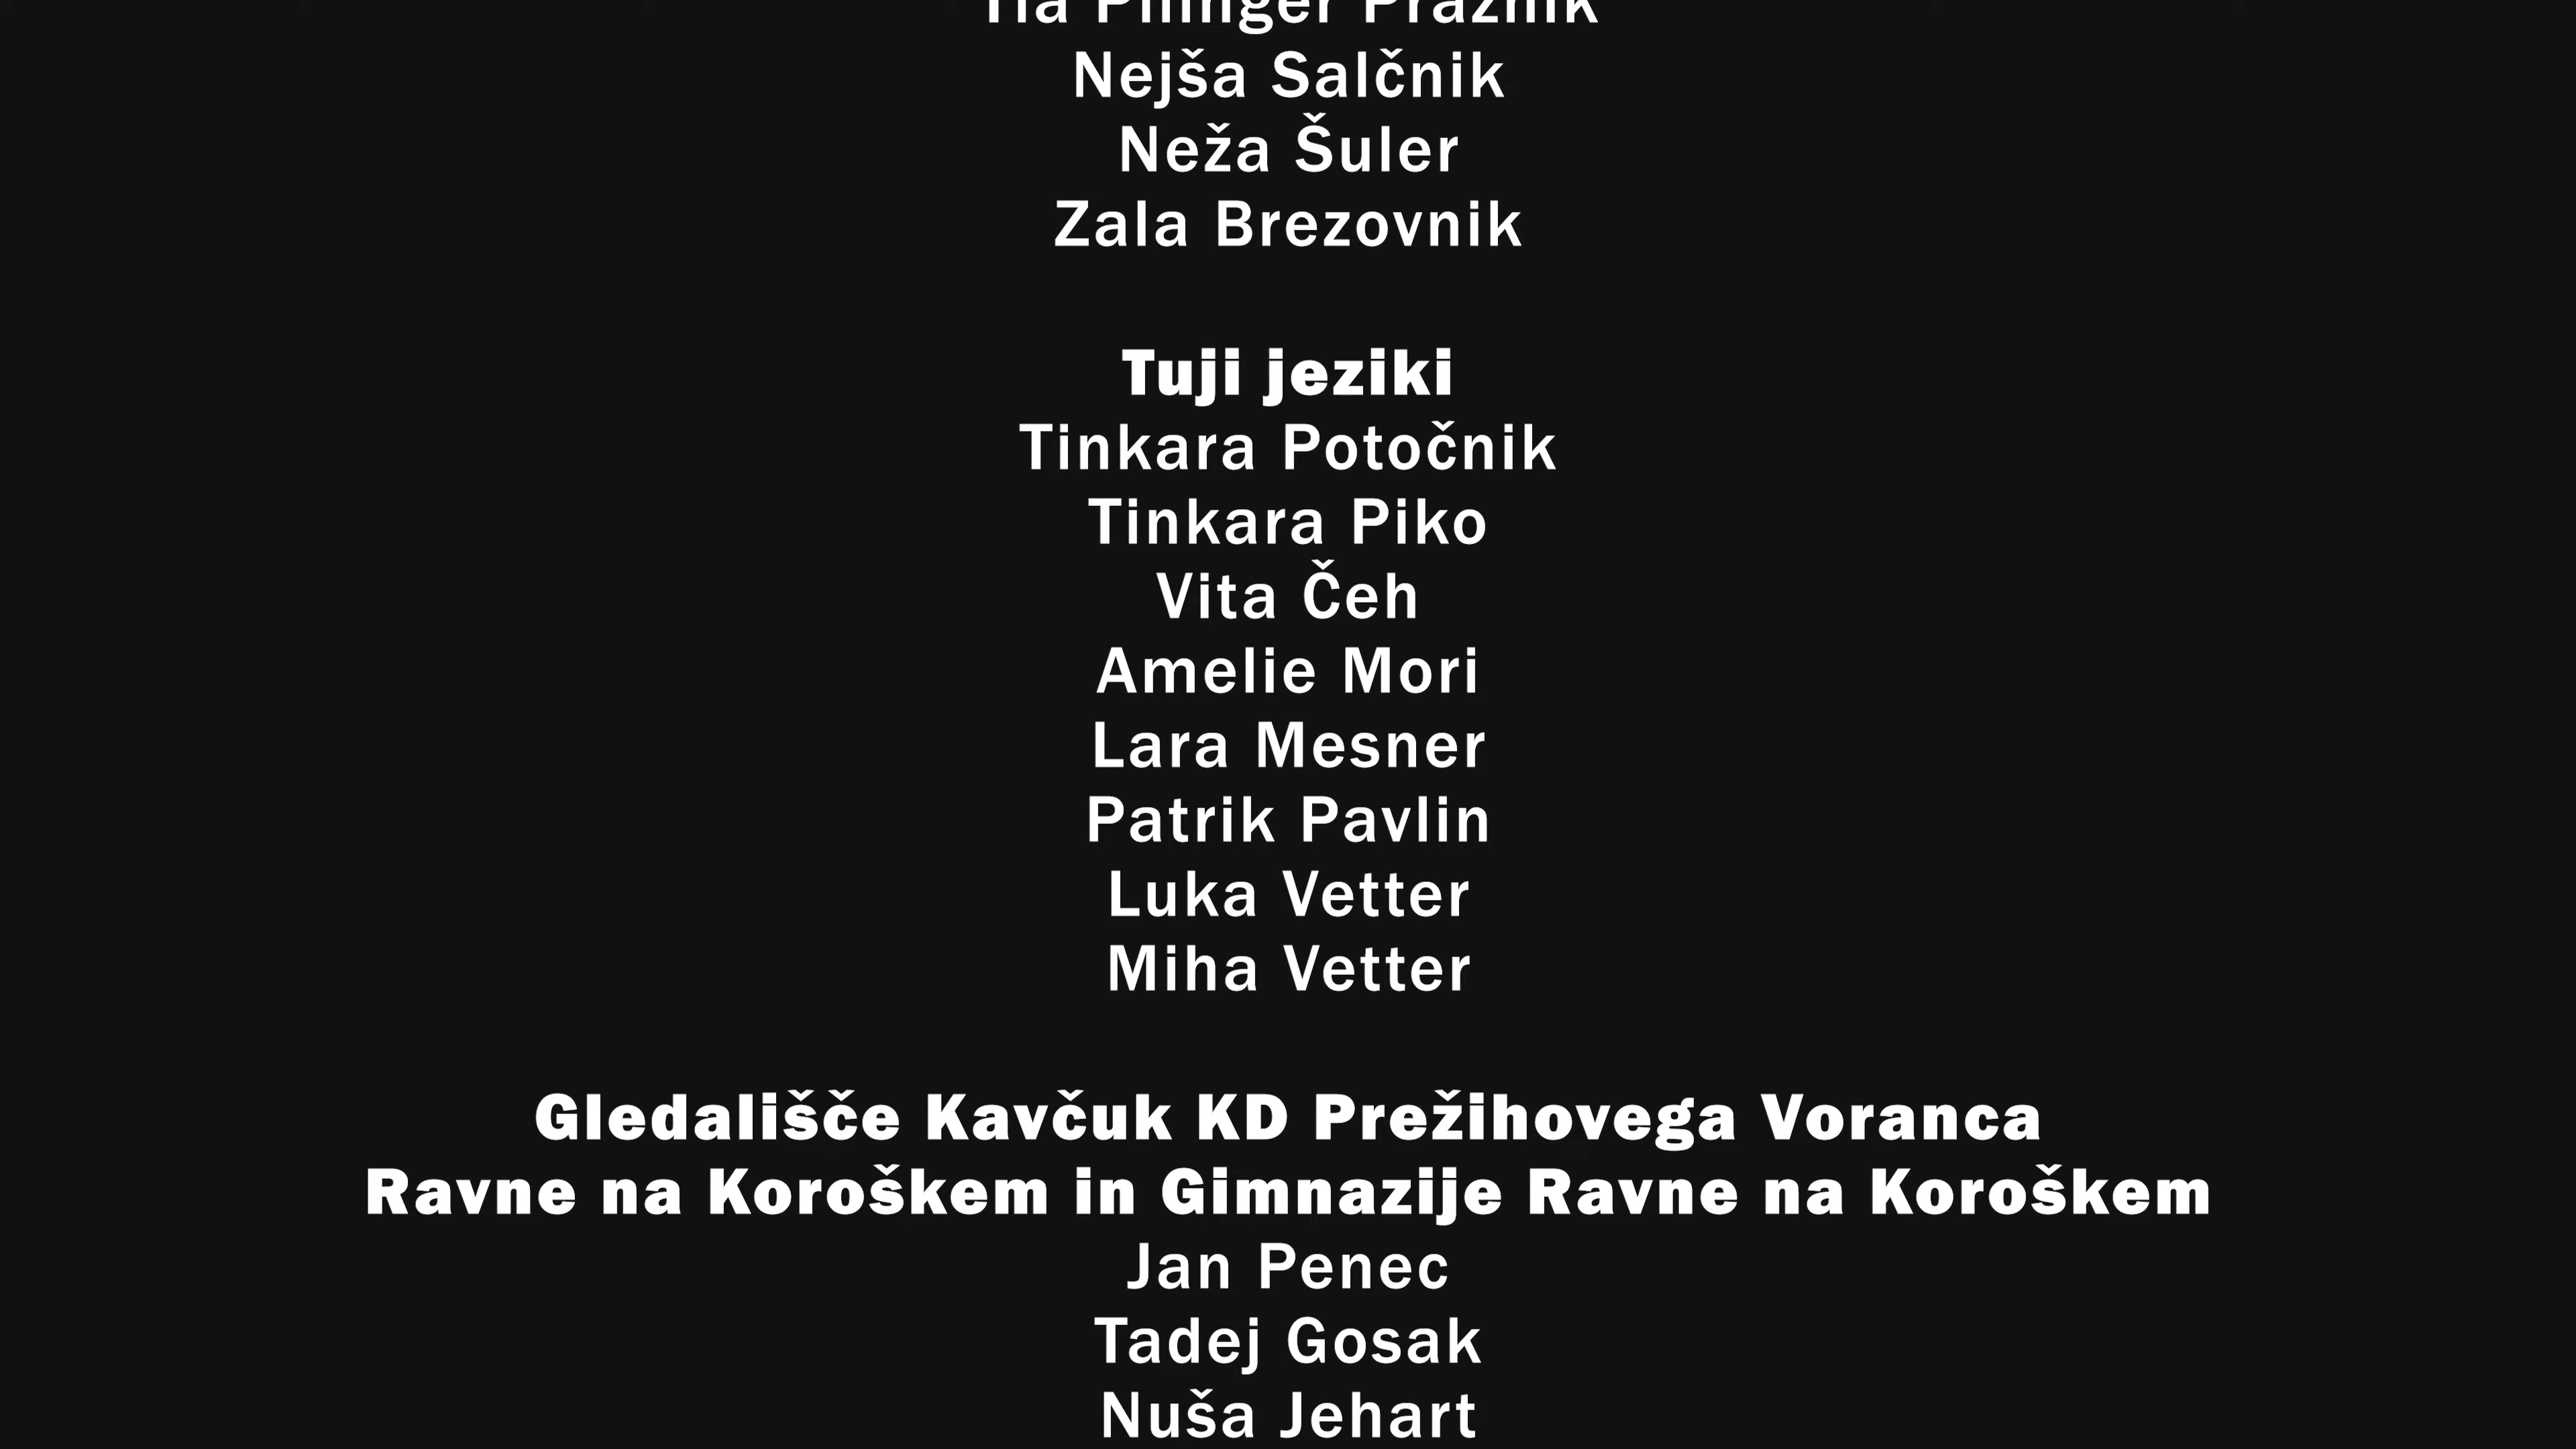 Nejša Salčnik
Neža Šuler
Zala Brezovnik
Tuji jeziki
Tinkara Potočnik
Tinkara Piko
Vita Čeh
Amelie Mori
Lara Mesner
Patrik Pavlin
Luka Vetter
Miha Vetter
Gledališče Kavčuk KD Prežihovega Voranca
Ravne na Koroškem in Gimnazije Ravne na Koroškem
Jan Penec
Tadej Gosak
Nuša Jehart